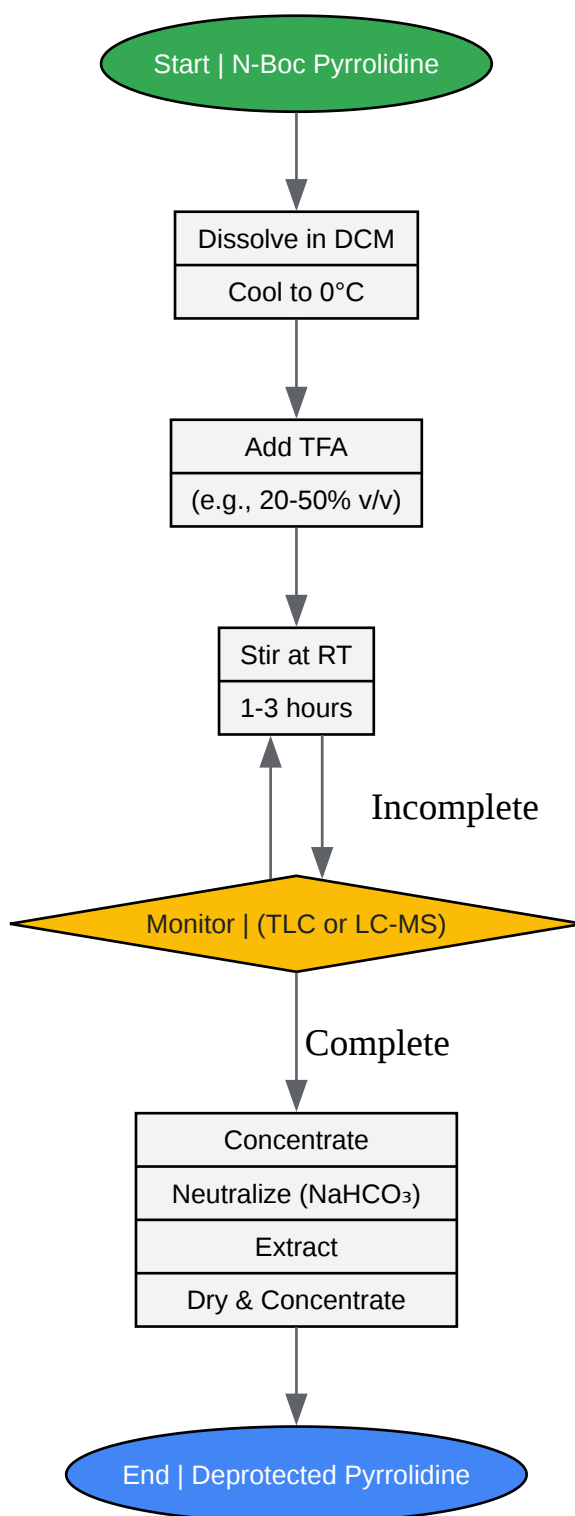 Start | N-Boc Pyrrolidine
Dissolve in DCM
Cool to 0°C
Add TFA
(e.g., 20-50% v/v)
Stir at RT
1-3 hours
Incomplete
Monitor | (TLC or LC-MS)
Complete
Concentrate
Neutralize (NaHCO₃)
Extract
Dry & Concentrate
End | Deprotected Pyrrolidine